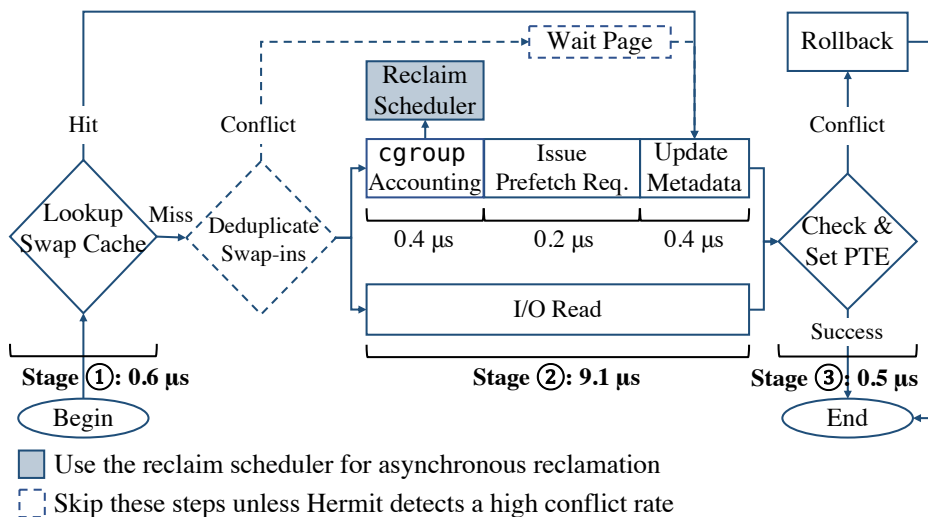 Wait Page
Rollback
Reclaim
Scheduler
Hit
Conflict
Conflict
cgroup
Accounting
Issue
Prefetch Req.
Update
Metadata
Lookup
Swap Cache
Miss
Deduplicate
Swap-ins
0.4 μs
0.2 μs
0.4 μs
Check &
Set PTE
I/O Read
Success
Stage ①: 0.6 μs
Stage ②: 9.1 μs
Stage ③: 0.5 μs
Begin
End
Use the reclaim scheduler for asynchronous reclamation
Skip these steps unless Hermit detects a high conflict rate